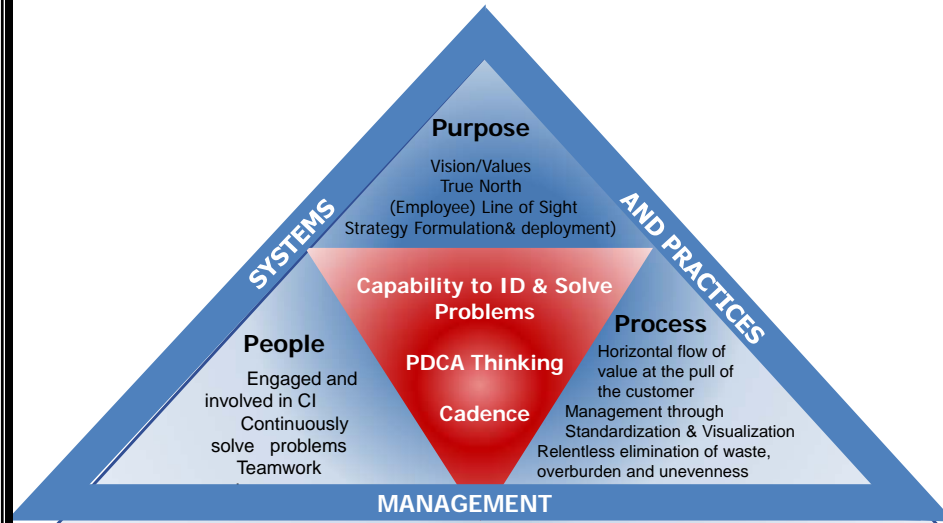 Purpose
Vision/Values
True North
(Employee) Line of Sight
Strategy Formulation& deployment)
SYSTEMS
AND PRACTICES
Capability to ID & Solve
Problems
PDCA Thinking
Cadence
People
Engaged and
involved in CI
Continuously
solve problems
Teamwork
Process
Horizontal flow of
value at the pull of
the customer
Management through
Standardization & Visualization
Relentless elimination of waste,
overburden and unevenness
MANAGEMENT